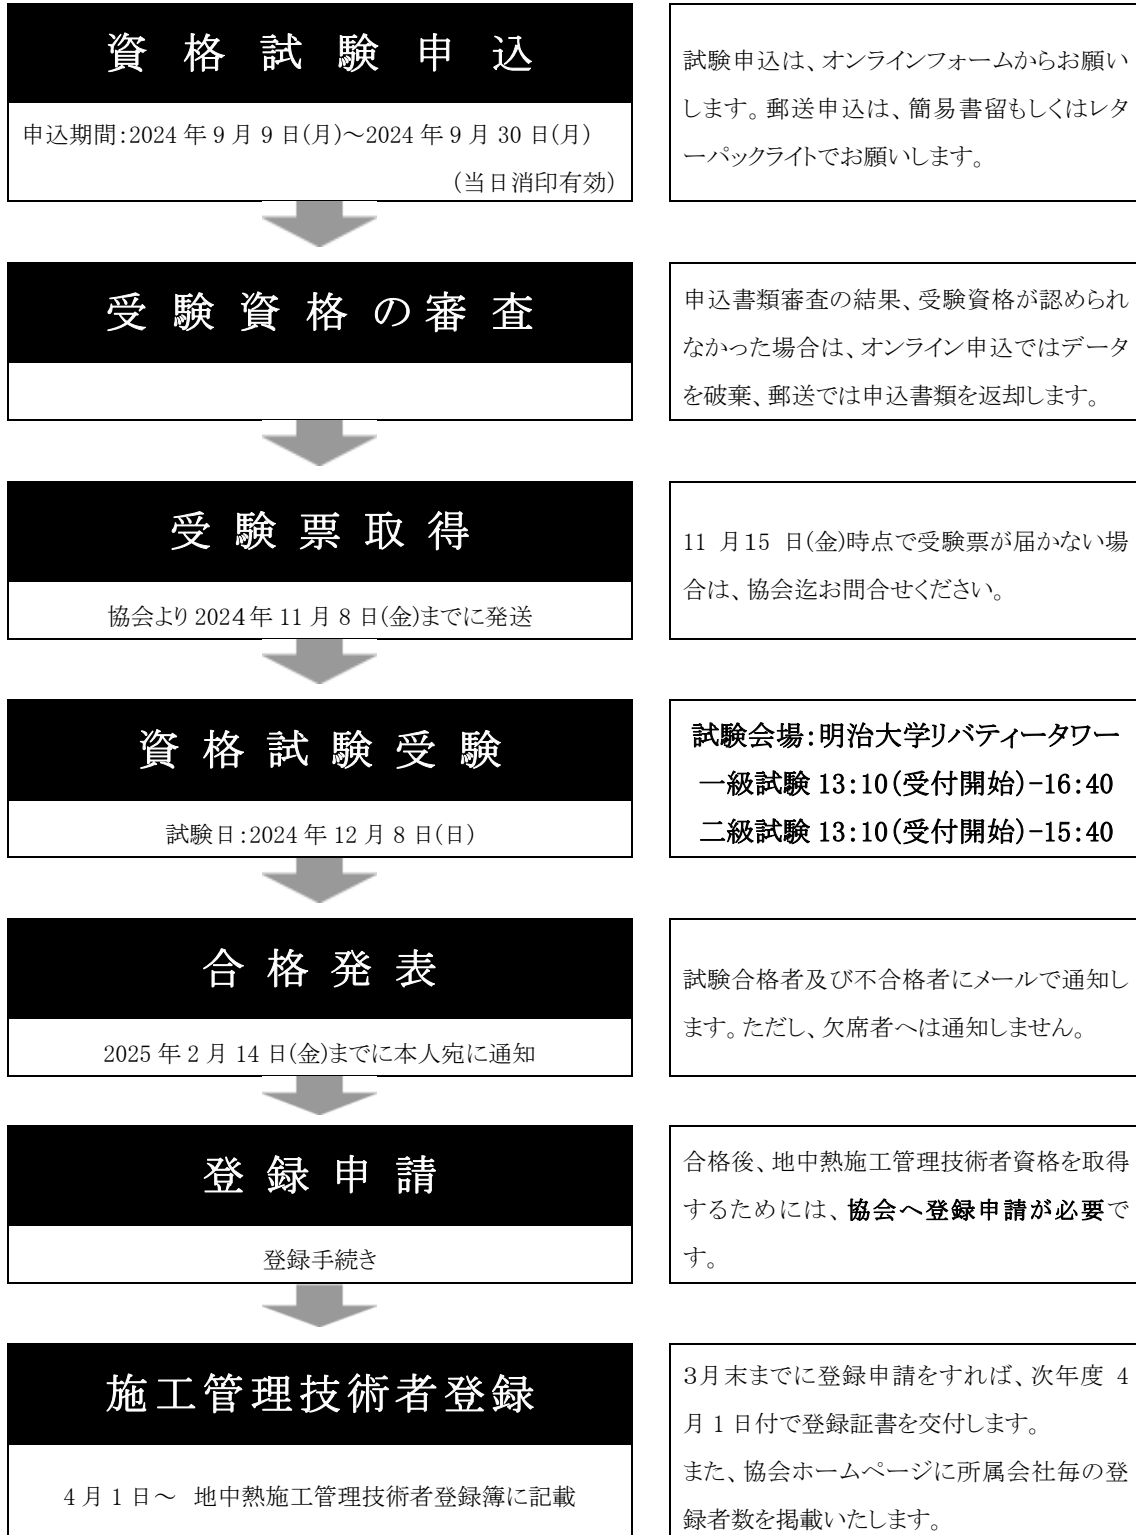 資格試験申込
申込期間:2024年9月9日(月)～2024年9月30日(月)
(当日消印有効)
試験申込は、オンラインフォームからお願い
します。郵送申込は、簡易書留もしくはレタ
ーパックライトでお願いします。
受験資格の審査
申込書類審査の結果、受験資格が認められ
なかった場合は、オンライン申込ではデータ
を破棄、郵送では申込書類を返却します。
受験票取得
協会より2024年11月8日(金)までに発送
11月15日(金)時点で受験票が届かない場
合は、協会迄お問合せください。
資格試験受験
試験日:2024年12月8日(日)
試験会場:明治大学リバティータワー
一級試験 13:10(受付開始)-16:40
二級試験 13:10(受付開始)-15:40
合格発表
2025年2月14日(金)までに本人宛に通知
試験合格者及び不合格者にメールで通知し
ます。ただし、欠席者へは通知しません。
登録申請
登録手続き
合格後、地中熱施工管理技術者資格を取得
するためには、協会へ登録申請が必要で
す。
施工管理技術者登録
4月1日～ 地中熱施工管理技術者登録簿に記載
3月末までに登録申請をすれば、次年度 4
月1日付で登録証書を交付します。
また、協会ホームページに所属会社毎の登
録者数を掲載いたします。